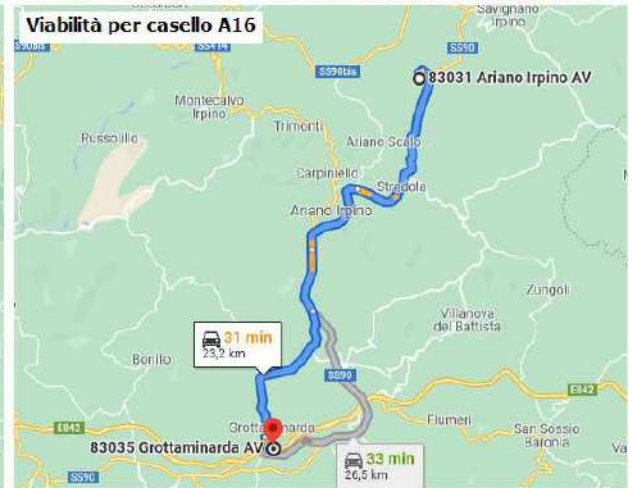 Viabilità per casello A16
Savignano
Irpino
SS90
SS90bis
83031 Ariano Irpino AV
Montecalvo
Irpino
Trimonti
Russolillo
Ariano Scalo
Carpiniello
Stradola
Ariano Irpino
Zungoli
Villanova
del Battista
31 min
23,2 km
Bonito
SS90
E842
E842
Grottaminarda
Flumeri
San Sossio
Baronia
83035 Grottaminarda AV
33 min
26,5 km
SS90